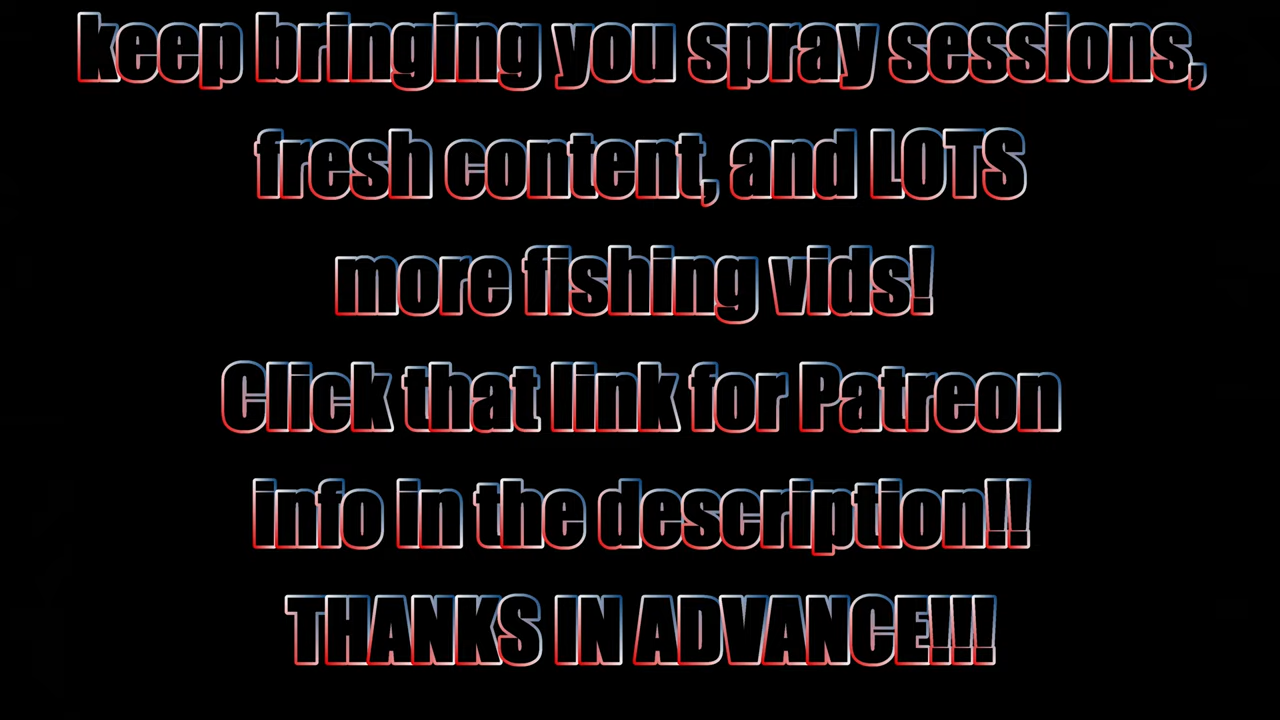 keep bringing you spray sessions,
fresh content, and LOTS
more fishing vids!
Click that link for Patreon
info in the description!!
THANKS IN ADVANCE!!!